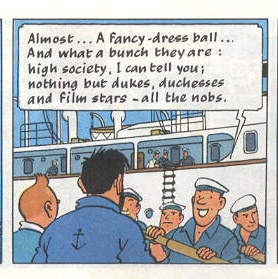 Almost... A fancy-dress ball...
And what a bunch they are :
high society, I can tell you;
nothing but dukes, duchesses
and film stars - all the nobs.